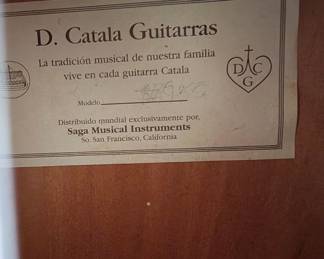 D. Catala Guitarras
La tradición musical de nuestra familia
vive en cada guitarra Catala
D C
G
Modelo
Distribuido mundial exclusivamente por,
Saga Musical Instruments
So. San Francisco, California